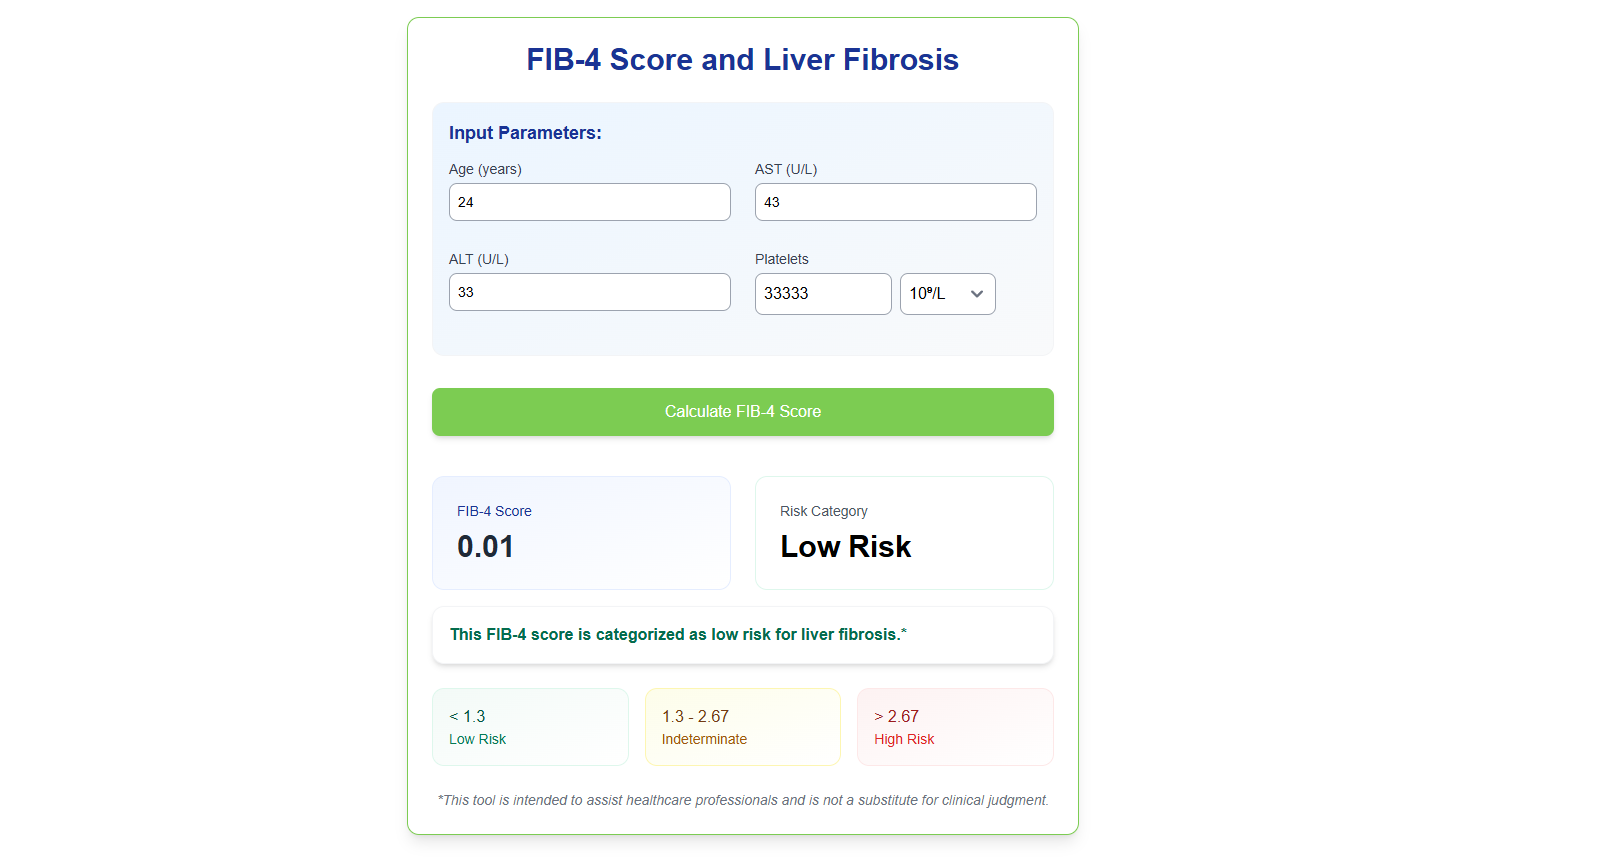 FIB-4 Score and Liver Fibrosis
Input Parameters:
Age (years)
24
AST (U/L)
43
ALT (U/L)
33
Platelets
33333
10⁹/L
Calculate FIB-4 Score
FIB-4 Score
0.01
Risk Category
Low Risk
This FIB-4 score is categorized as low risk for liver fibrosis.*
< 1.3
Low Risk
1.3 - 2.67
Indeterminate
> 2.67
High Risk
*This tool is intended to assist healthcare professionals and is not a substitute for clinical judgment.